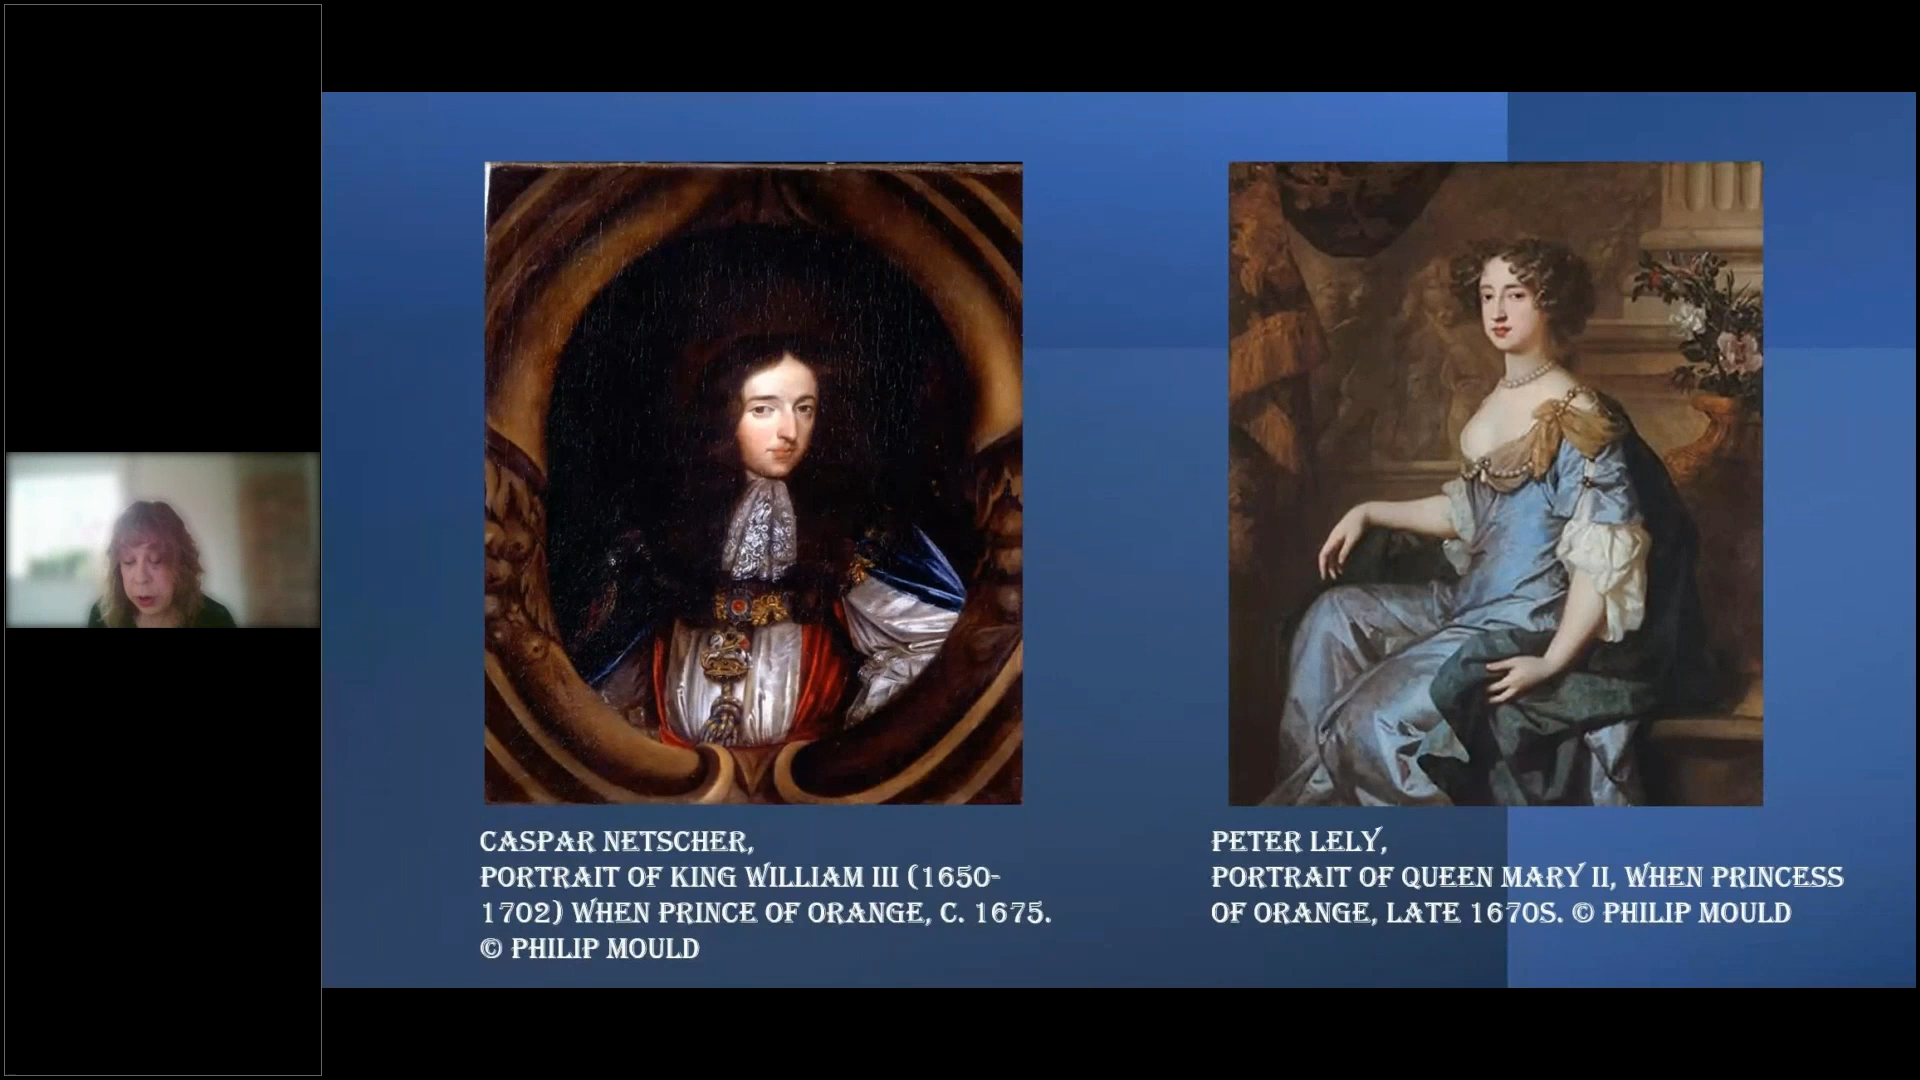 CASPAR NETSCHER,
PORTRAIT OF KING WILLIAM III (1650-
1702) WHEN PRINCE OF ORANGE, C. 1675.
© PHILIP MOULD
PETER LELY,
PORTRAIT OF QUEEN MARY II, WHEN PRINCESS
OF ORANGE, LATE 1670S. © PHILIP MOULD